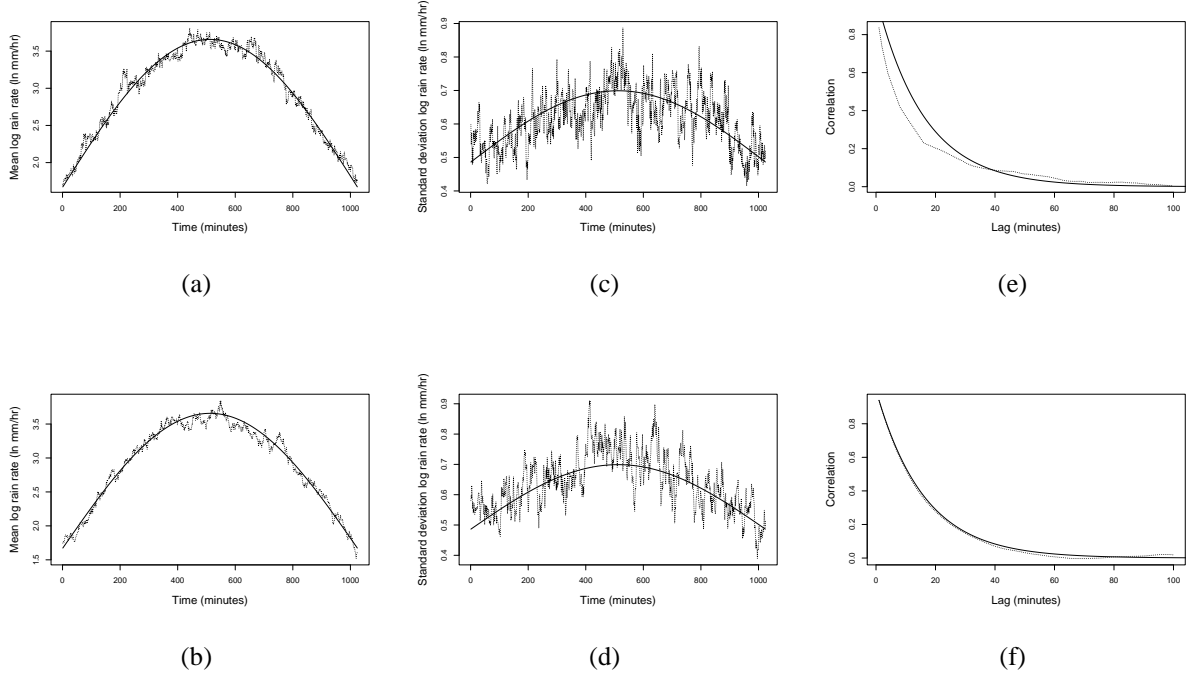 Mean log rain rate (ln mm/hr)
3.5
3.0
2.5
2.0
0 200 400 600 800 1000
Time (minutes)
(a)
Standard deviation log rain rate (ln mm/hr)
0.9
0.8
0.7
0.6
0.5
0.4
0 200 400 600 800 1000
Time (minutes)
(c)
Correlation
0.8
0.6
0.4
0.2
0.0
0 20 40 60 80 100
Lag (minutes)
(e)
Mean log rain rate (ln mm/hr)
3.5
3.0
2.5
2.0
1.5
0 200 400 600 800 1000
Time (minutes)
(b)
Standard deviation log rain rate (ln mm/hr)
0.9
0.8
0.7
0.6
0.5
0.4
0 200 400 600 800 1000
Time (minutes)
(d)
Correlation
0.8
0.6
0.4
0.2
0.0
0 20 40 60 80 100
Lag (minutes)
(f)